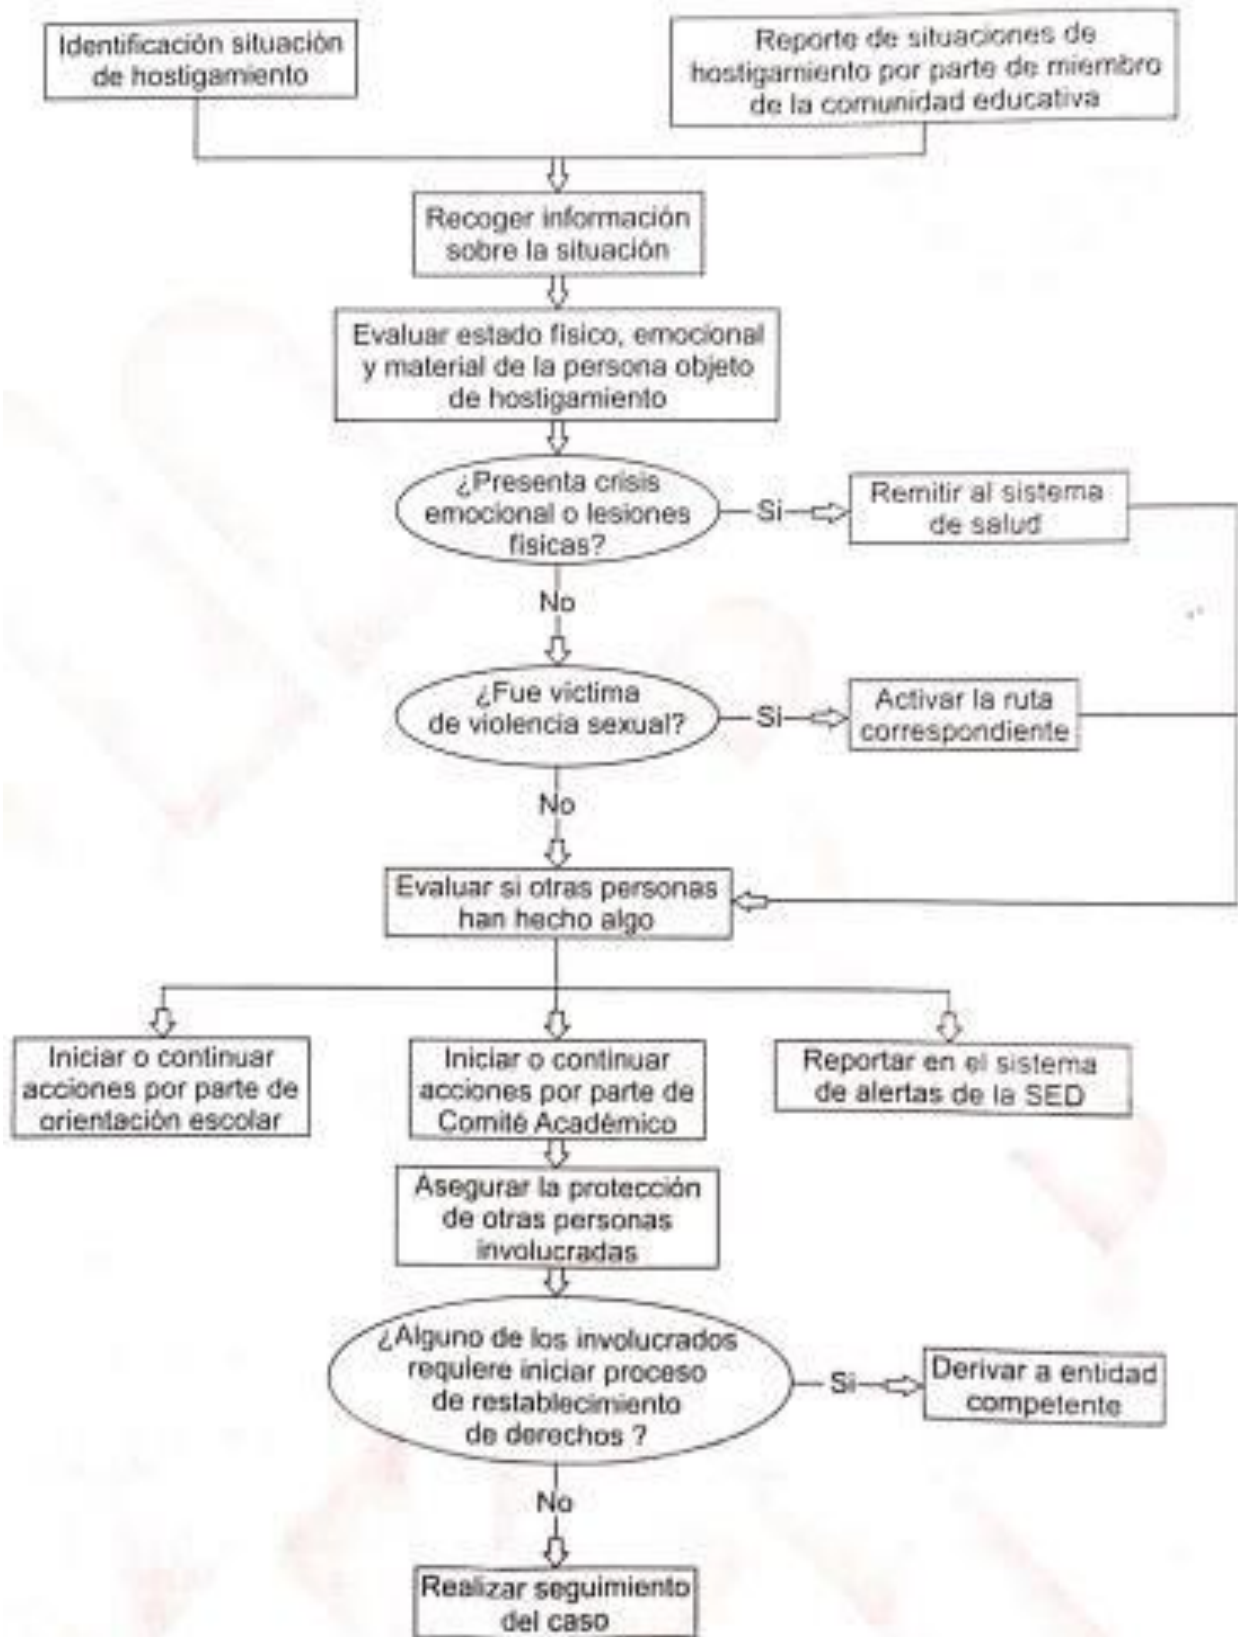 Identificación situación
de hostigamiento
Reporte de situaciones de
hostigamiento por parte de miembro
de la comunidad educativa
Recoger información
sobre la situación
Evaluar estado físico, emocional
y material de la persona objeto
de hostigamiento
¿Presenta crisis
emocional o lesiones
físicas?
Si
Remitir al sistema
de salud
No
¿Fue victima
de violencia sexual?
Si
Activar la ruta
correspondiente
No
Evaluar si otras personas
han hecho algo
Iniciar o continuar
acciones por parte de
orientación escolar
Iniciar o continuar
acciones por parte de
Comité Académico
Reportar en el sistema
de alertas de la SED
Asegurar la protección
de otras personas
involucradas
¿Alguno de los involucrados
requiere iniciar proceso
de restablecimiento
de derechos ?
Si
Derivar a entidad
competente
No
Realizar seguimiento
del caso